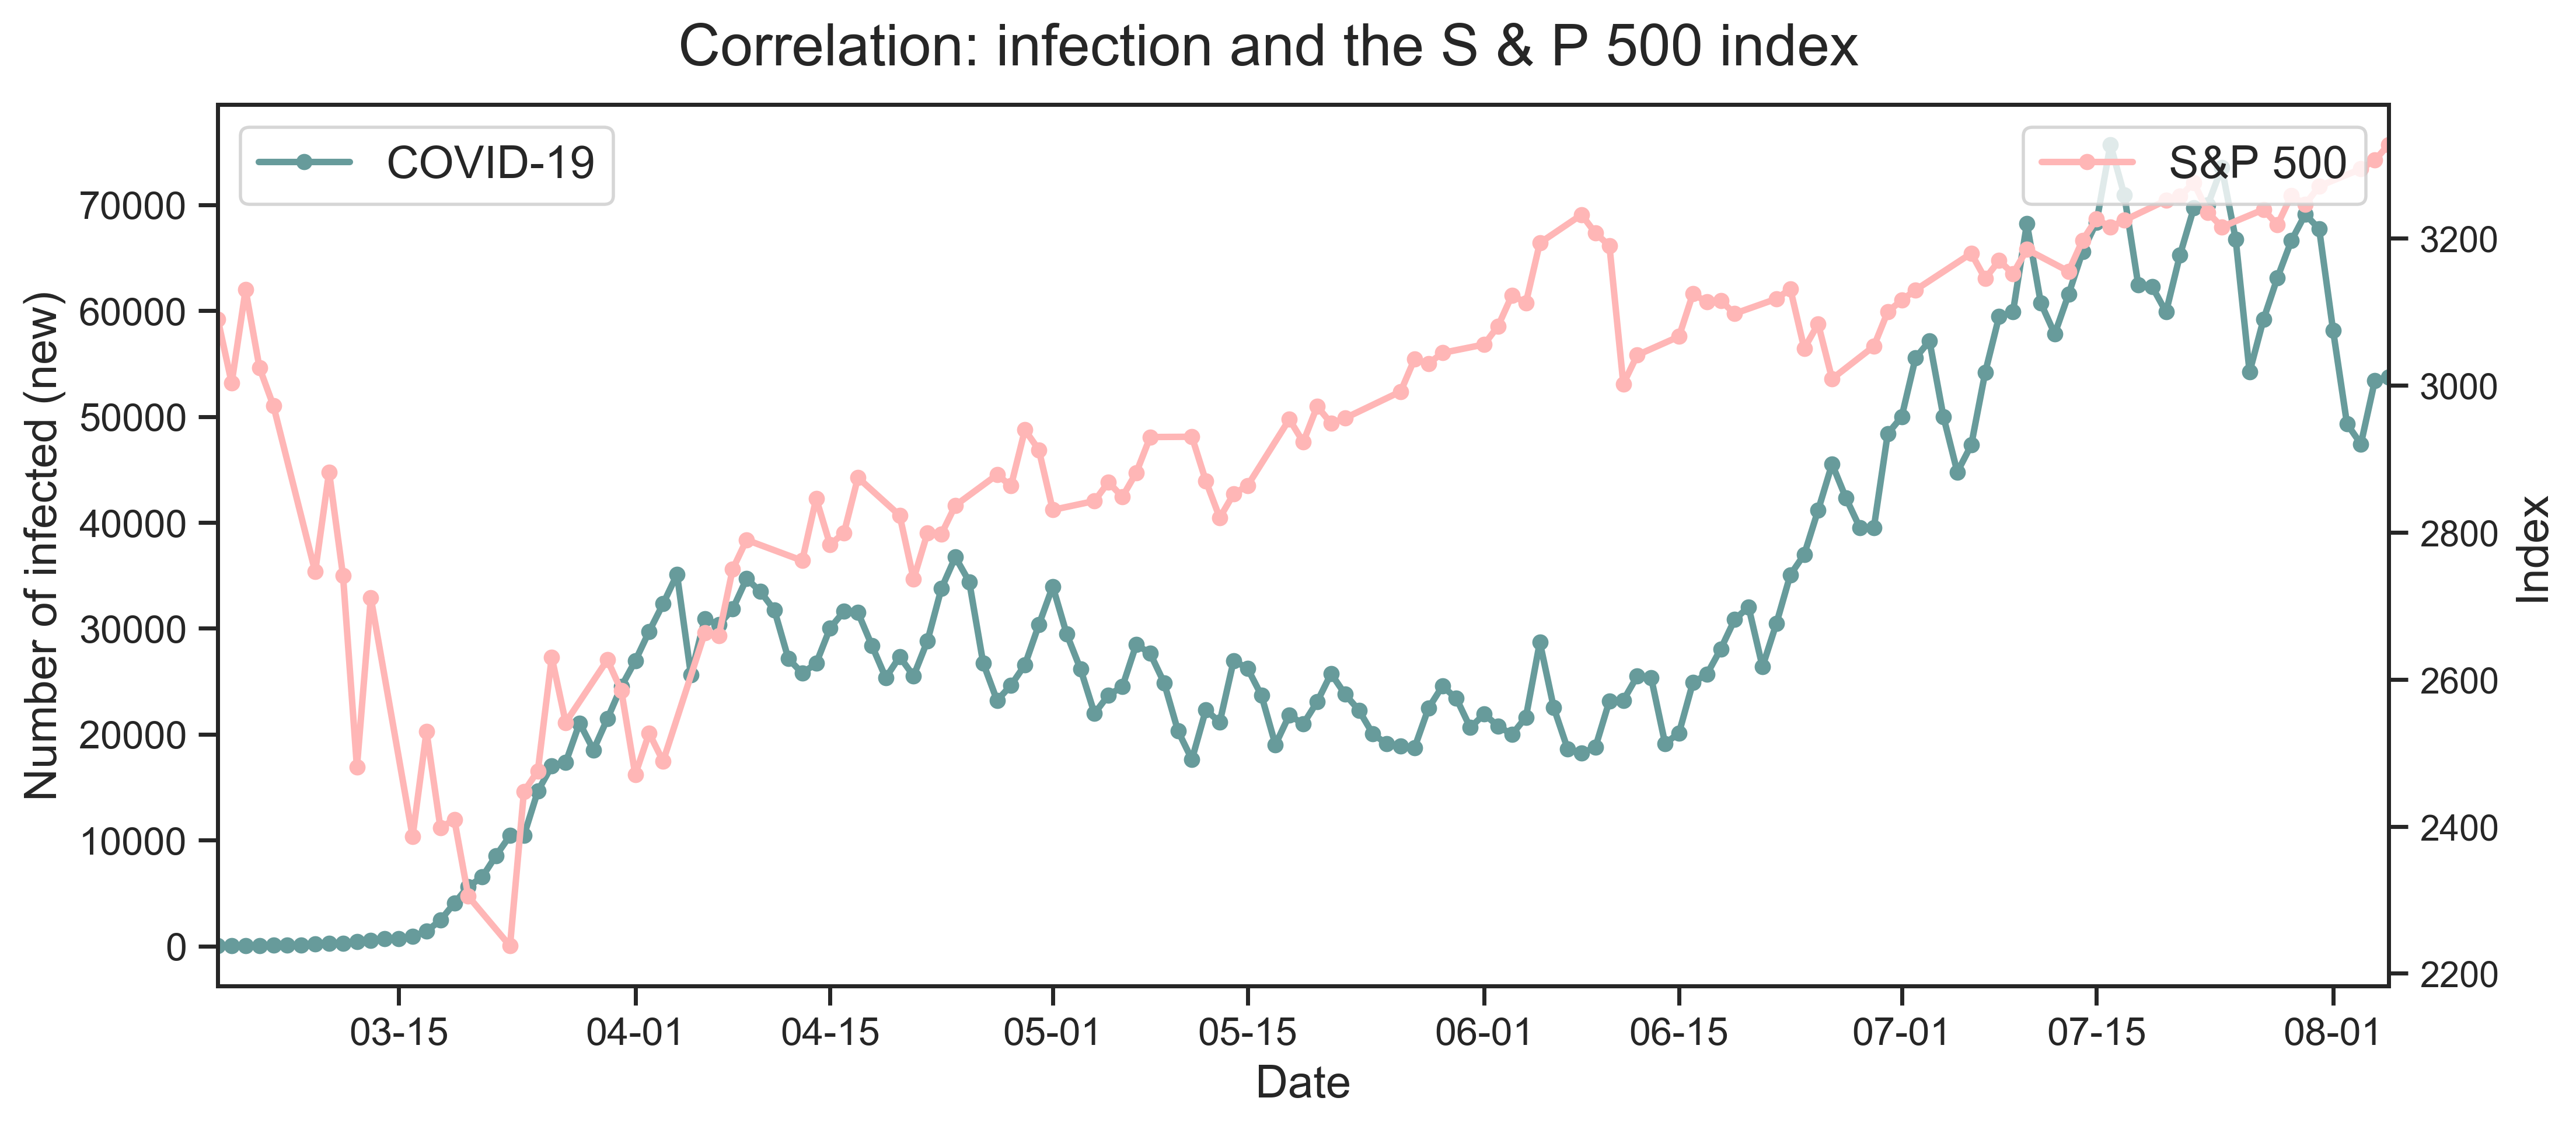 Correlation: infection and the S & P 500 index
COVID-19
S&P 500
Number of infected (new)
70000
60000
50000
40000
30000
20000
10000
0
3200
3000
2800
2600
2400
2200
Index
03-15 04-01 04-15 05-01 05-15 06-01 06-15 07-01 07-15 08-01
Date